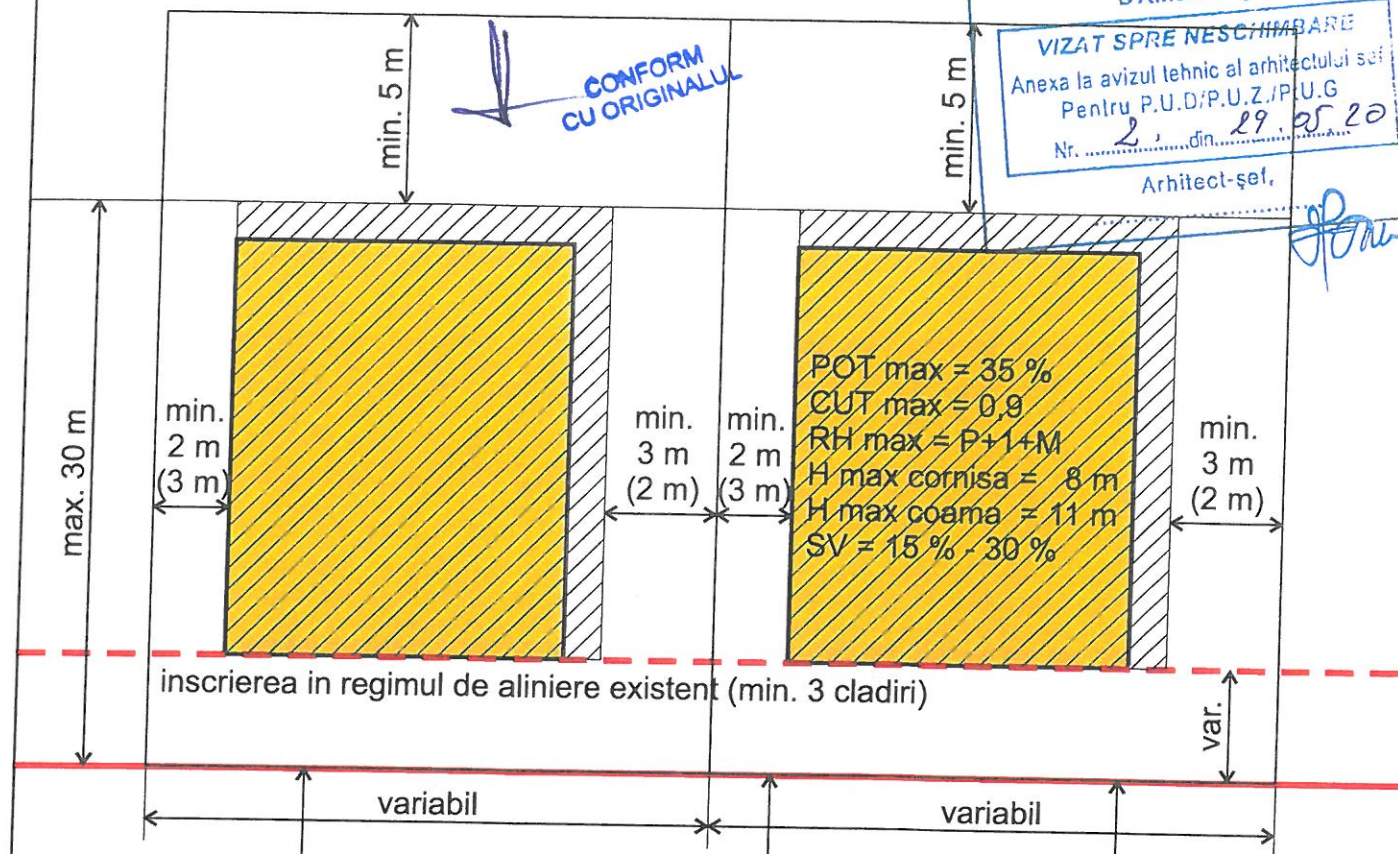 min. 5 m
CONFORM
CU ORIGINALUL
min. 5 m
VIZAT SPRE NESCHIMBARE
Anexa la avizul tehnic al arhitectului sef
Pentru P.U.D/P.U.Z./P.U.G
Nr. 2 din 29.05.20
Arhitect-şef,
max. 30 m
min.
2 m
(3 m)
min.
3 m
(2 m)
min.
2 m
(3 m)
POT max = 35 %
CUT max = 0,9
RH max = P+1+M
H max cornisa = 8 m
H max coama = 11 m
SV = 15 % - 30 %
min.
3 m
(2 m)
inscrierea in regimul de aliniere existent (min. 3 cladiri)
var.
variabil
variabil